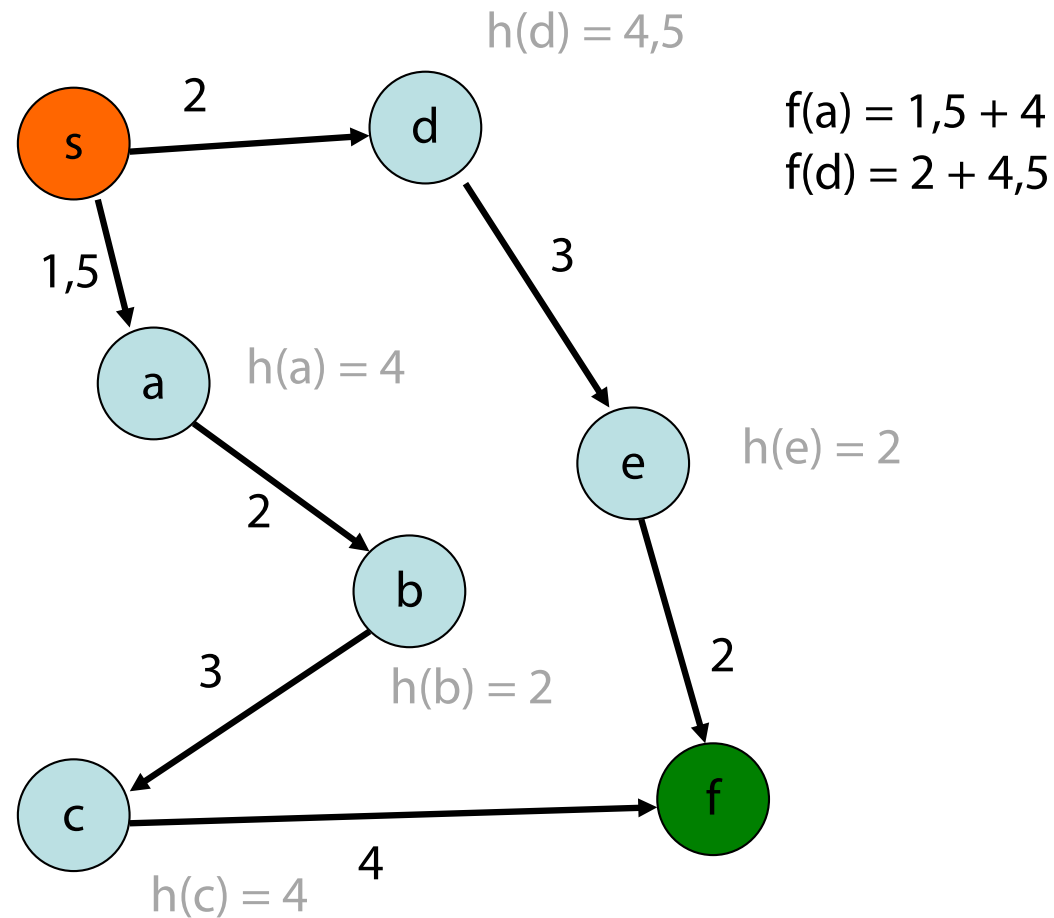 h(d) = 4,5
2
s
d
f(a) = 1,5 + 4
f(d) = 2 + 4,5
3
1,5
h(a) = 4
a
e
h(e) = 2
2
b
3
2
h(b) = 2
c
f
4
h(c) = 4